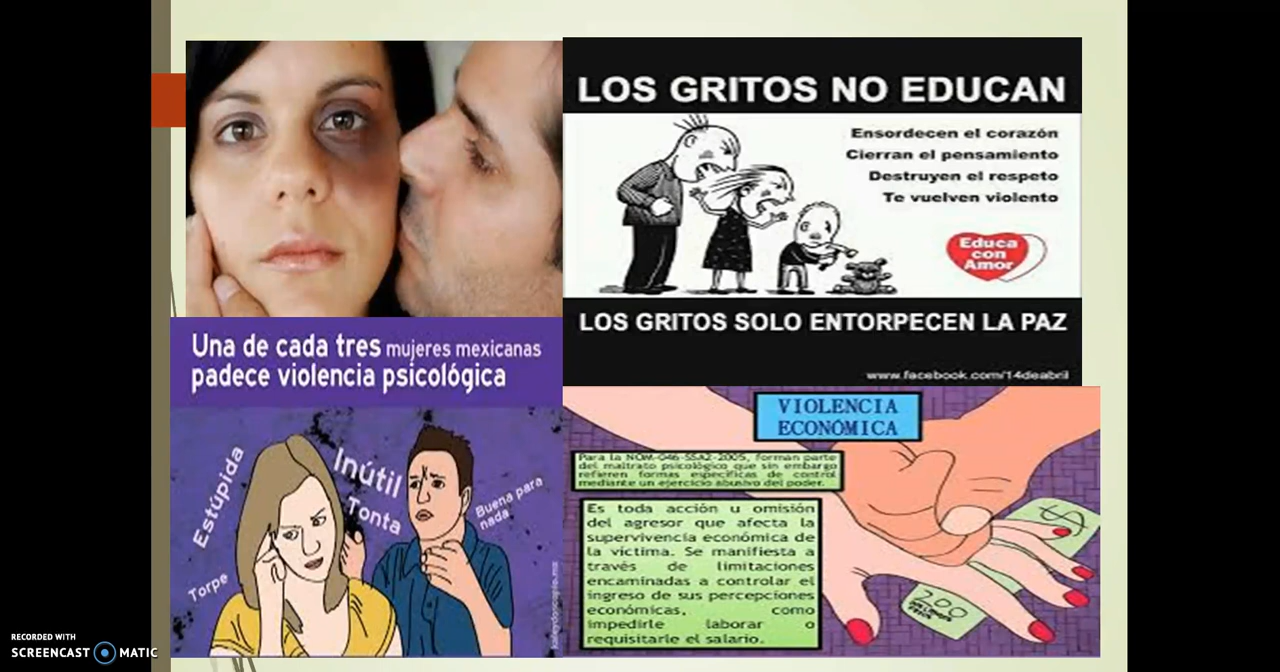 LOS GRITOS NO EDUCAN
Ensordecen el corazón
Cierran el pensamiento
Destruyen el respeto
Te vuelven violento
Educa
con
Amor
LOS GRITOS SOLO ENTORPECEN LA PAZ
www.facebook.com/14deabril
Una de cada tres mujeres mexicanas
padece violencia psicológica
Estúpida
Inútil
Tonta
Buena para
nada
Torpe
VIOLENCIA
ECONÓMICA
Para la NOM-046-SSA2-2005, forman parte
del maltrato psicológico que sin embargo
refieren formas específicas de control
mediante un ejercicio abusivo del poder.
Es toda acción u omisión
del agresor que afecta la
supervivencia económica de
la víctima. Se manifiesta a
través de limitaciones
encaminadas a controlar el
ingreso de sus percepciones
económicas, como
impedirle laborar o
requisitarle el salario.
$
200
RECORDED WITH
SCREENCAST MATIC